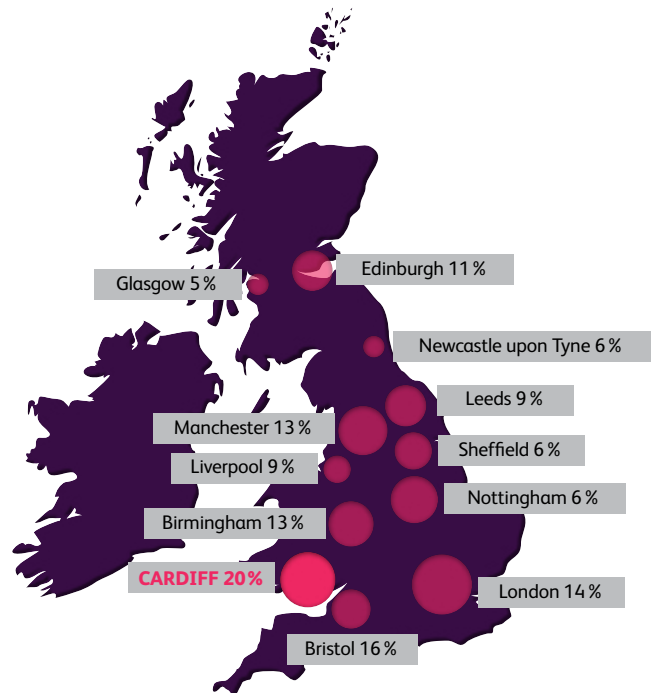 Edinburgh 11 %
Glasgow 5 %
Newcastle upon Tyne 6 %
Leeds 9 %
Manchester 13 %
Sheffield 6 %
Liverpool 9 %
Nottingham 6 %
Birmingham 13 %
CARDIFF 20 %
London 14 %
Bristol 16 %